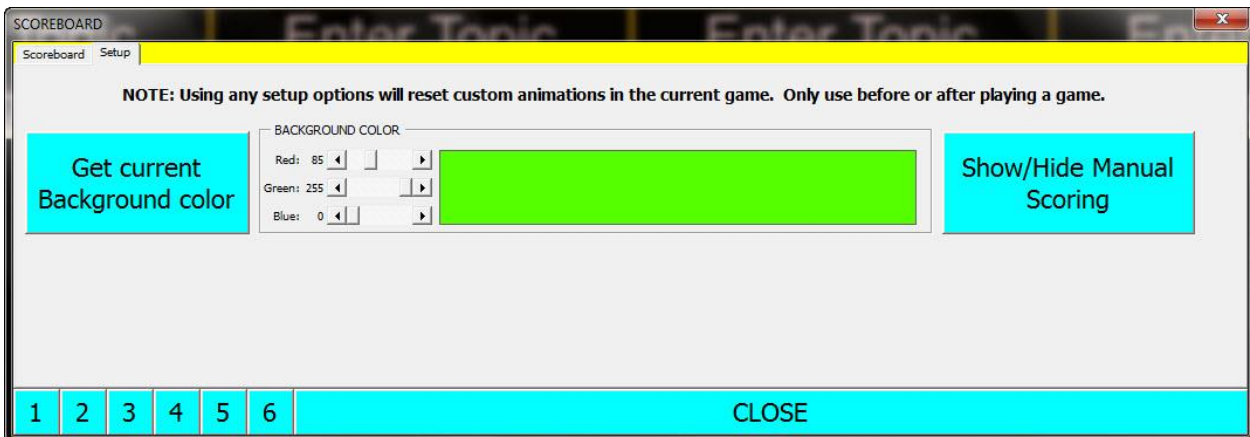 SCOREBOARD
Enter Topic Enter Topic
Scoreboard Setup
NOTE: Using any setup options will reset custom animations in the current game. Only use before or after playing a game.
BACKGROUND COLOR
Get current
Background color
Red: 85
Green: 255
Blue: 0
Show/Hide Manual
Scoring
1 2 3 4 5 6 CLOSE